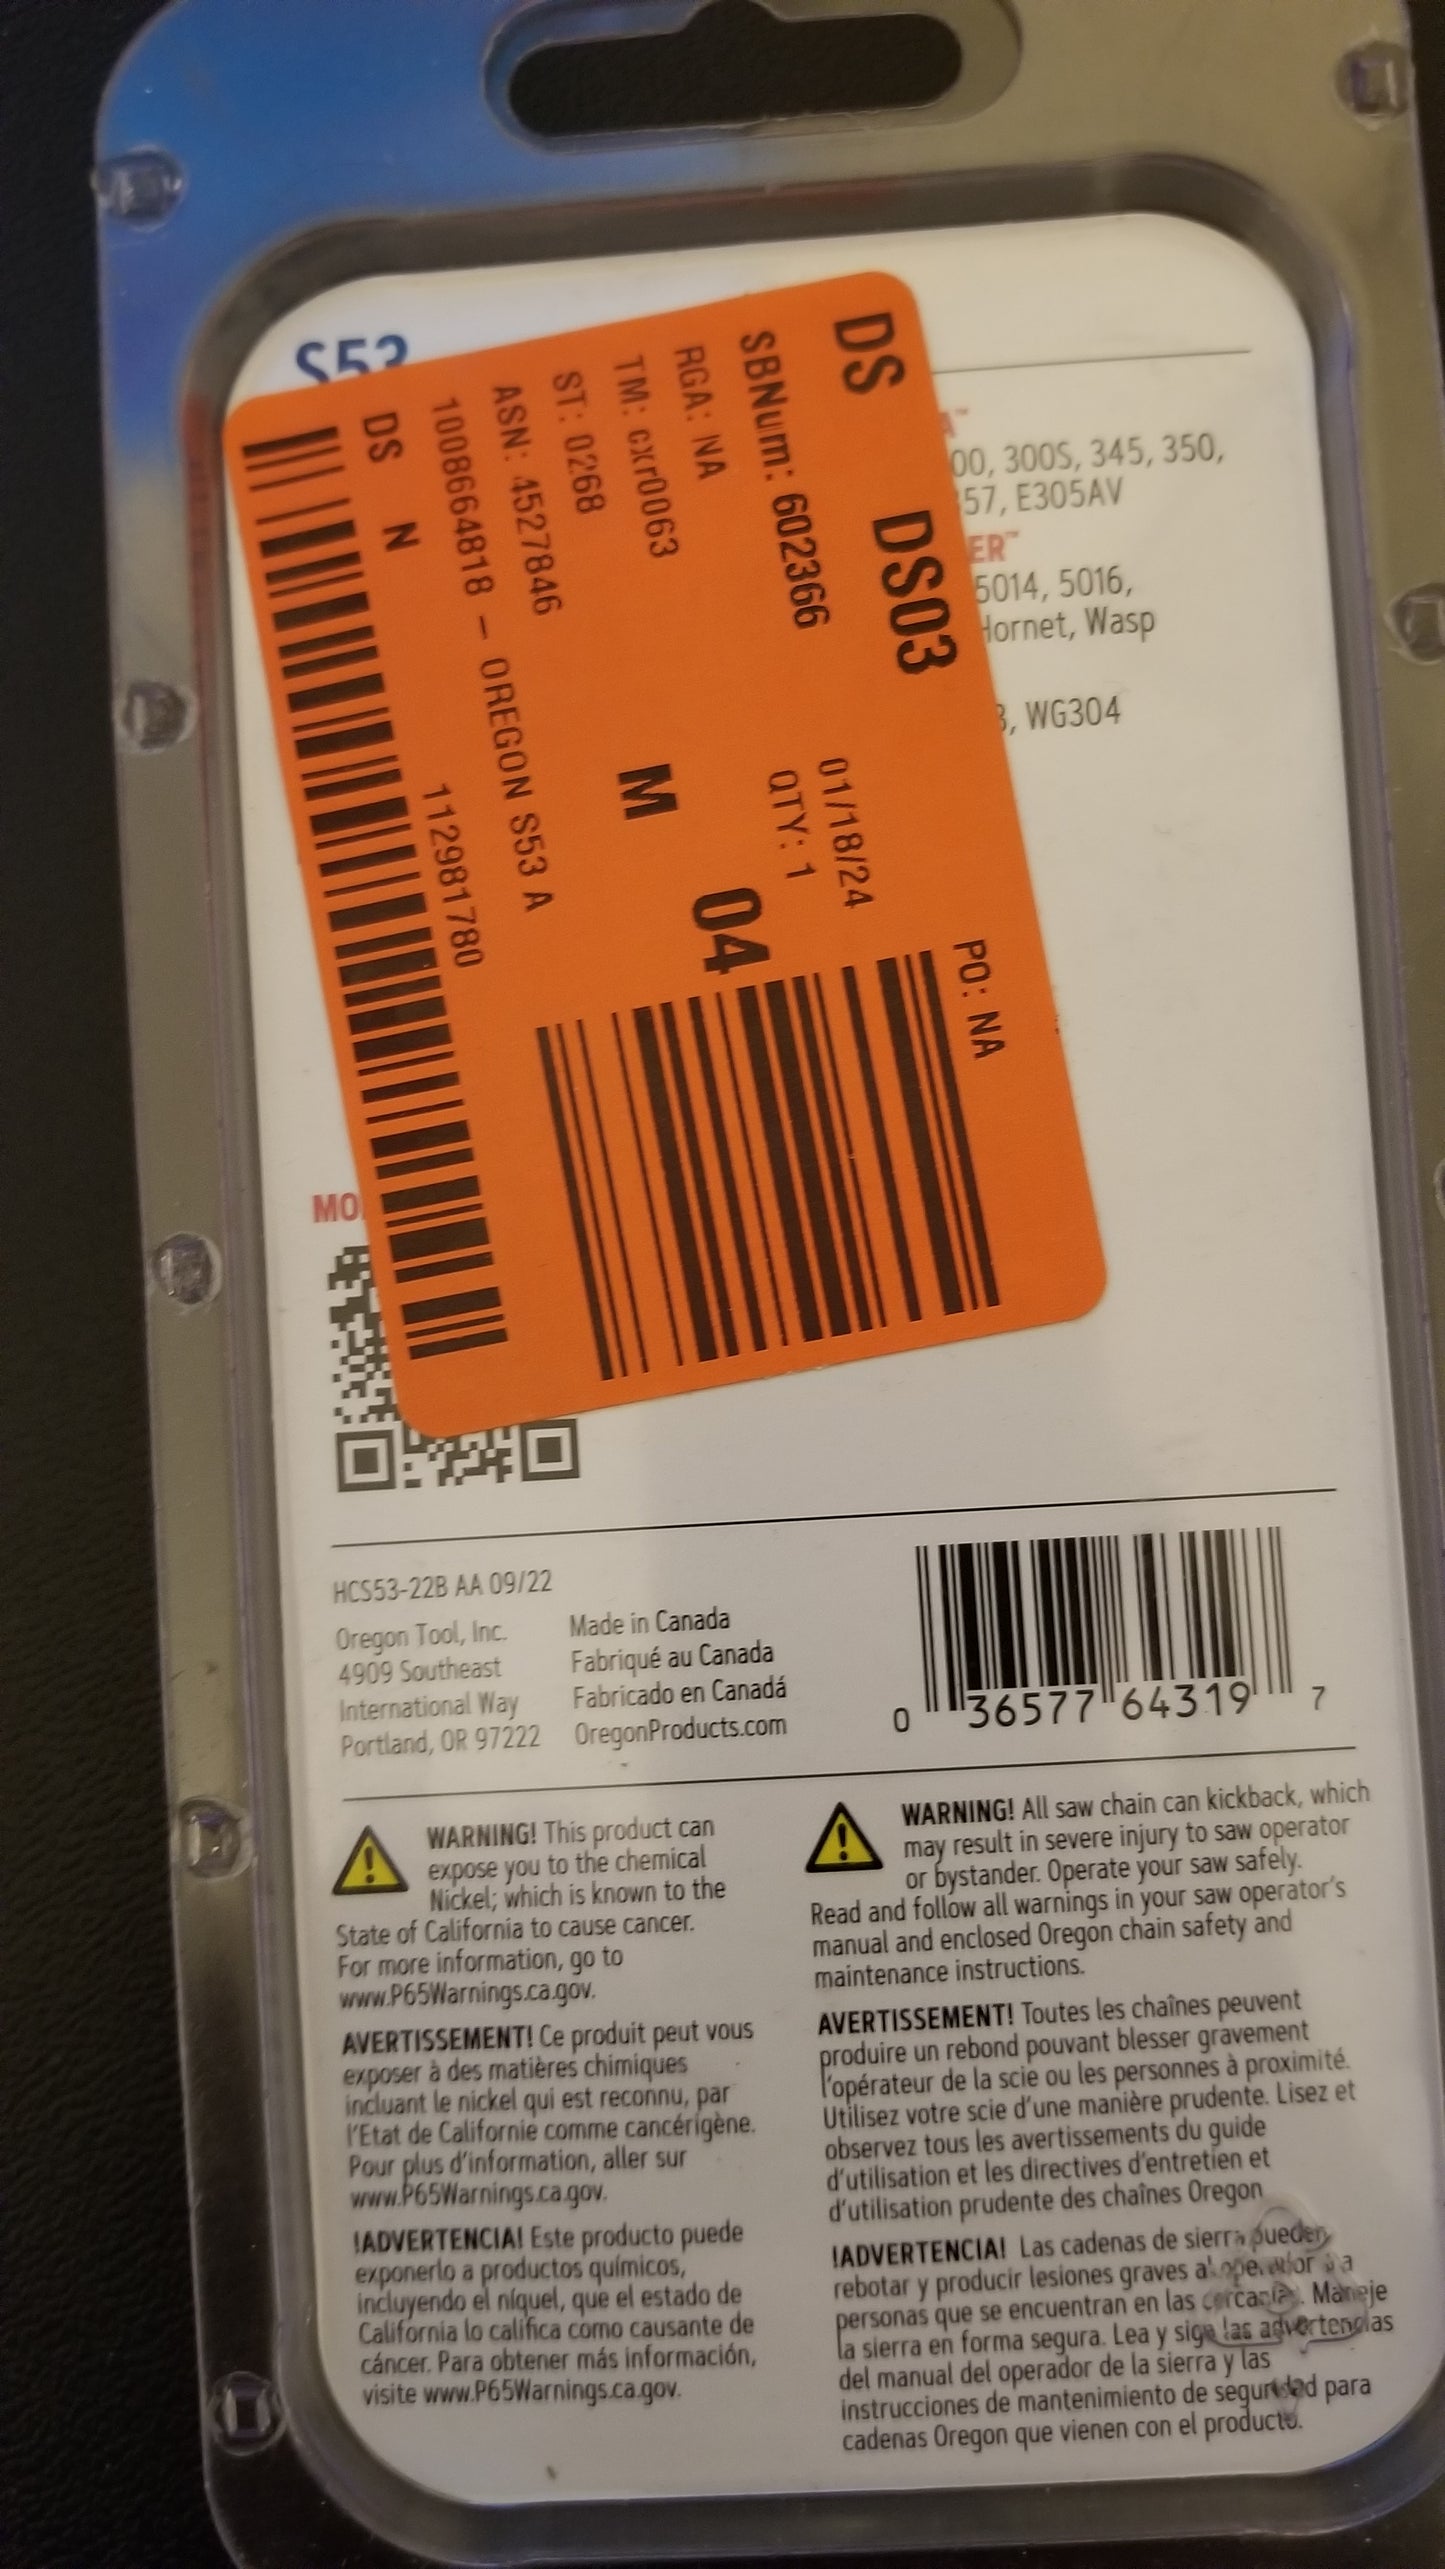 S53
DS DS03 PO: NA
SBNum: 602366 01/18/24
QTY: 1
RGA: NA
TM: cxr0063 M 04
ST: 0268
ASN: 4527846
1008664818 – OREGON S53 A
DS N 112981780
A™
00, 300S, 345, 350,
357, E305AV
ER™
5014, 5016,
Hornet, Wasp
3, WG304
MO
HCS53-22B AA 09/22
Oregon Tool, Inc.
4909 Southeast
International Way
Portland, OR 97222
Made in Canada
Fabriqué au Canada
Fabricado en Canadá
OregonProducts.com
0 36577 64319 7
WARNING! This product can
expose you to the chemical
Nickel; which is known to the
State of California to cause cancer.
For more information, go to
www.P65Warnings.ca.gov.
AVERTISSEMENT! Ce produit peut vous
exposer à des matières chimiques
incluant le nickel qui est reconnu, par
l'Etat de Californie comme cancérigène.
Pour plus d'information, aller sur
www.P65Warnings.ca.gov.
!ADVERTENCIA! Este producto puede
exponerlo a productos químicos,
incluyendo el níquel, que el estado de
California lo califica como causante de
cáncer. Para obtener más información,
visite www.P65Warnings.ca.gov.
WARNING! All saw chain can kickback, which
may result in severe injury to saw operator
or bystander. Operate your saw safely.
Read and follow all warnings in your saw operator's
manual and enclosed Oregon chain safety and
maintenance instructions.
AVERTISSEMENT! Toutes les chaînes peuvent
produire un rebond pouvant blesser gravement
l'opérateur de la scie ou les personnes à proximité.
Utilisez votre scie d'une manière prudente. Lisez et
observez tous les avertissements du guide
d'utilisation et les directives d'entretien et
d'utilisation prudente des chaînes Oregon
!ADVERTENCIA! Las cadenas de sierra pueden
rebotar y producir lesiones graves al operador o a
personas que se encuentran en las cercanías. Maneje
la sierra en forma segura. Lea y siga las advertencias
del manual del operador de la sierra y las
instrucciones de mantenimiento de seguridad para
cadenas Oregon que vienen con el producto.